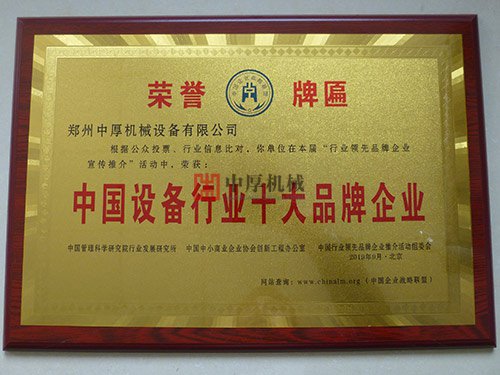 荣誉 牌匾
郑州中厚机械设备有限公司
根据公众投票、行业信息比对，你单位在本届“行业领先品牌企业
宣传推介”活动中，荣获：
中厚机械
中国设备行业十大品牌企业
中国管理科学研究院行业发展研究所 中国中小商业企业协会创新工程办公室 中国行业领先品牌企业推介活动组委会
2019年9月·北京
网站查询：www.chinaim.org（中国企业战略联盟）